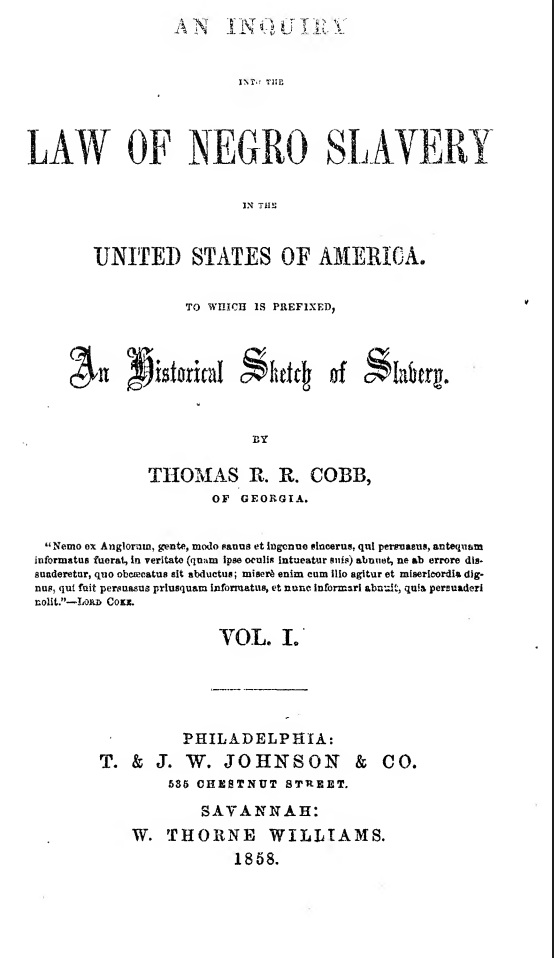 AN INQUIRY
INTO THE
LAW OF NEGRO SLAVERY
IN THE
UNITED STATES OF AMERICA.
TO WHICH IS PREFIXED,
An Historical Sketch of Slavery.
BY
THOMAS R. R. COBB,
OF GEORGIA.
“Nemo ex Anglorum, gente, modo sanus et ingenue sincerus, qui persuasus, antequam
informatus fuerat, in veritate (quam ipse oculis intueatur suis) abnuet, ne ab errore dis-
suaderetur, quo obcæcatus sit abductus; miserè enim cum illo agitur et misericordia dig-
nus, qui fuit persuasus priusquam informatus, et nunc informari abnuit, quia persuaderi
nolit.”—LORD COKE.
VOL. I.
PHILADELPHIA:
T. & J. W. JOHNSON & CO.
535 CHESTNUT STREET.
SAVANNAH:
W. THORNE WILLIAMS.
1858.